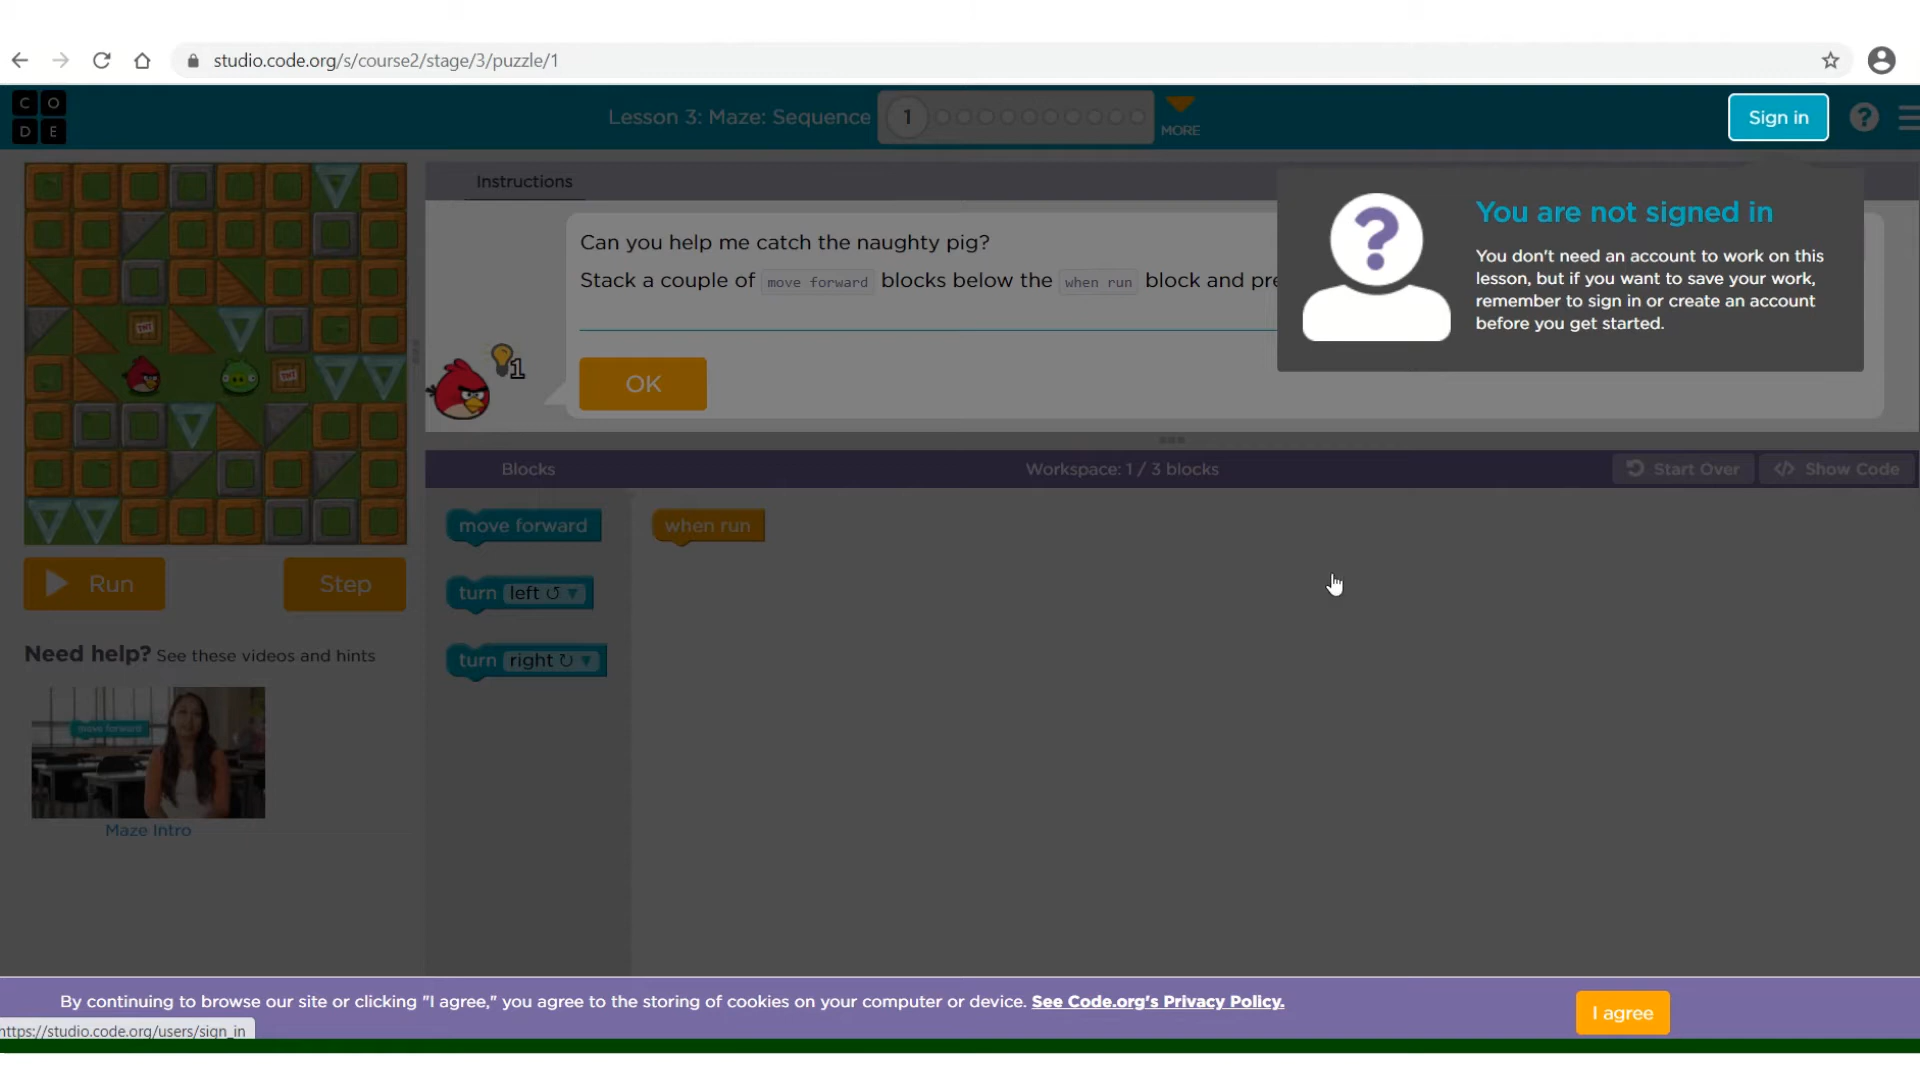 studio.code.org/s/course2/stage/3/puzzle/1
C O
D E
Lesson 3: Maze: Sequence
1
MORE
Sign in
?
Instructions
You are not signed in
You don't need an account to work on this
lesson, but if you want to save your work,
remember to sign in or create an account
before you get started.
Can you help me catch the naughty pig?
Stack a couple of move forward blocks below the when run block and pre
1
OK
TNT
TNT
Blocks
Workspace: 1 / 3 blocks
Start Over
</> Show Code
move forward
when run
turn left ↺ ▼
turn right ↻ ▼
Run
Step
Need help? See these videos and hints
move forward
Maze Intro
By continuing to browse our site or clicking "I agree," you agree to the storing of cookies on your computer or device. See Code.org's Privacy Policy.
I agree
https://studio.code.org/users/sign_in